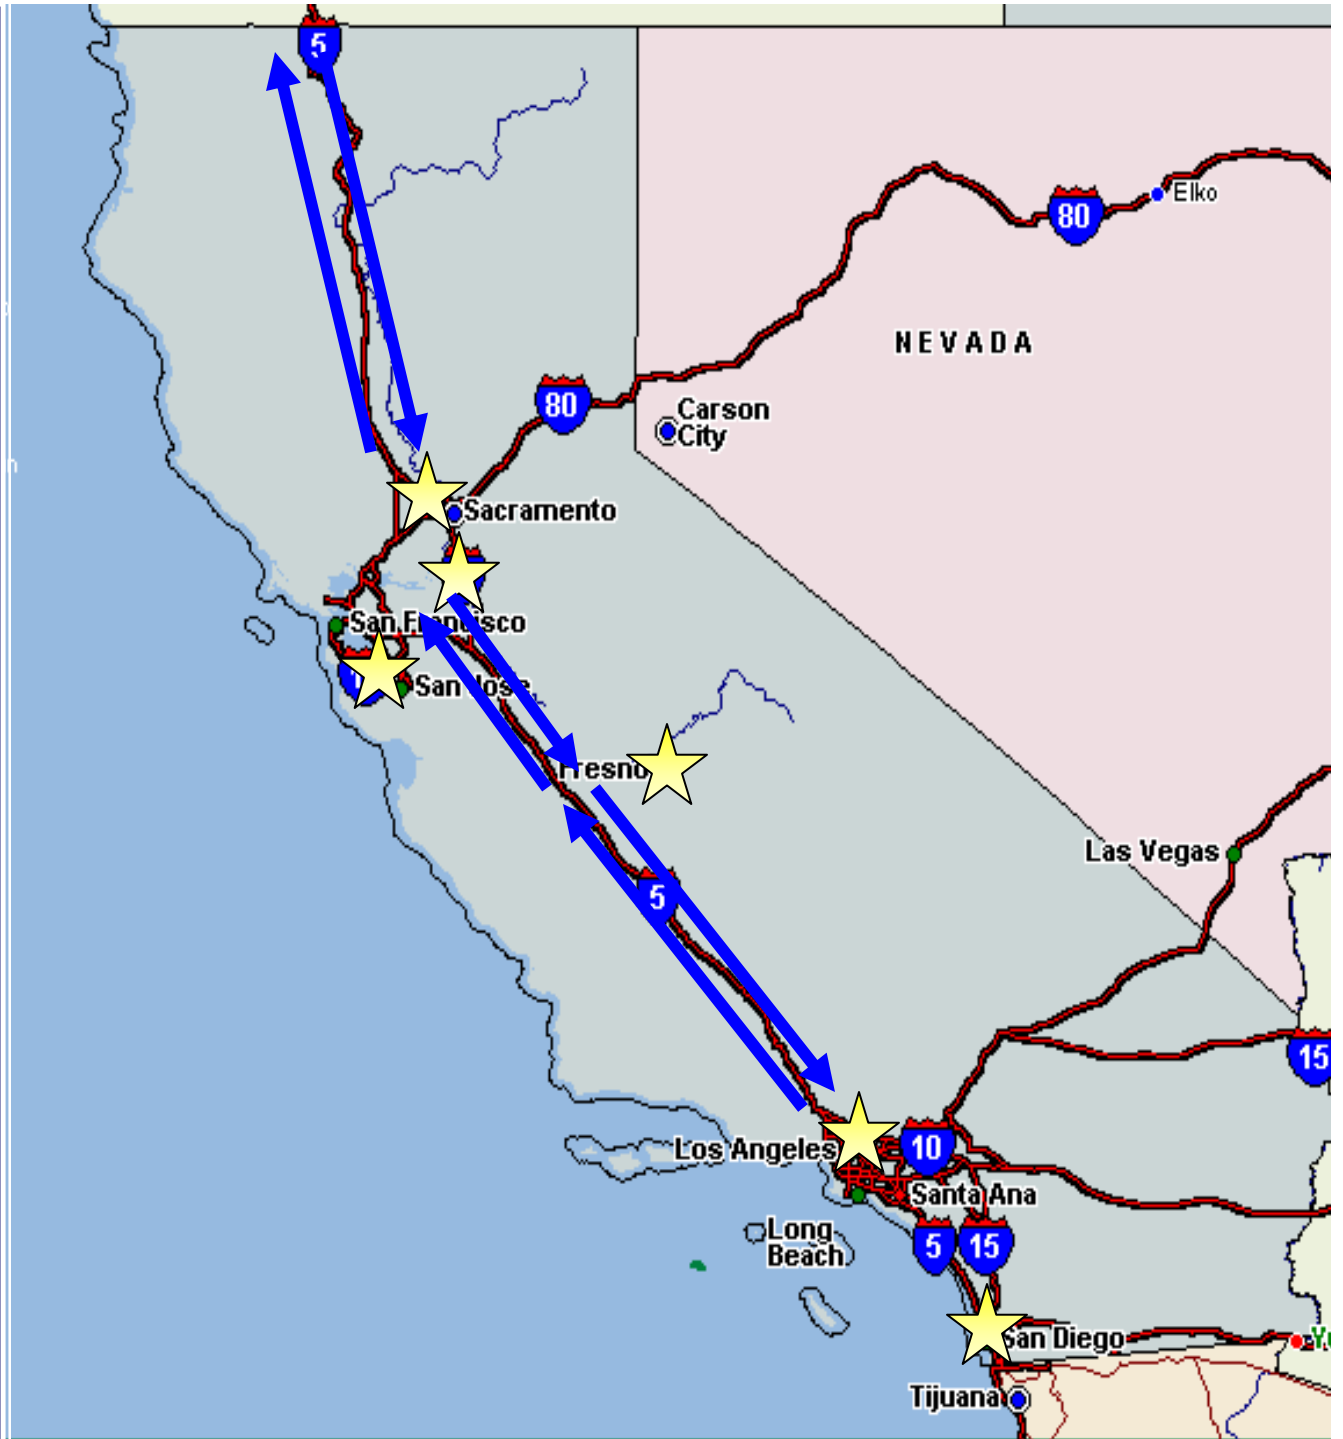 5
80
Elko
NEVADA
80
Carson
City
Sacramento
San Francisco
San Jose
Fresno
Las Vegas
5
15
Los Angeles
10
Santa Ana
Long
Beach
5
15
San Diego
Tijuana